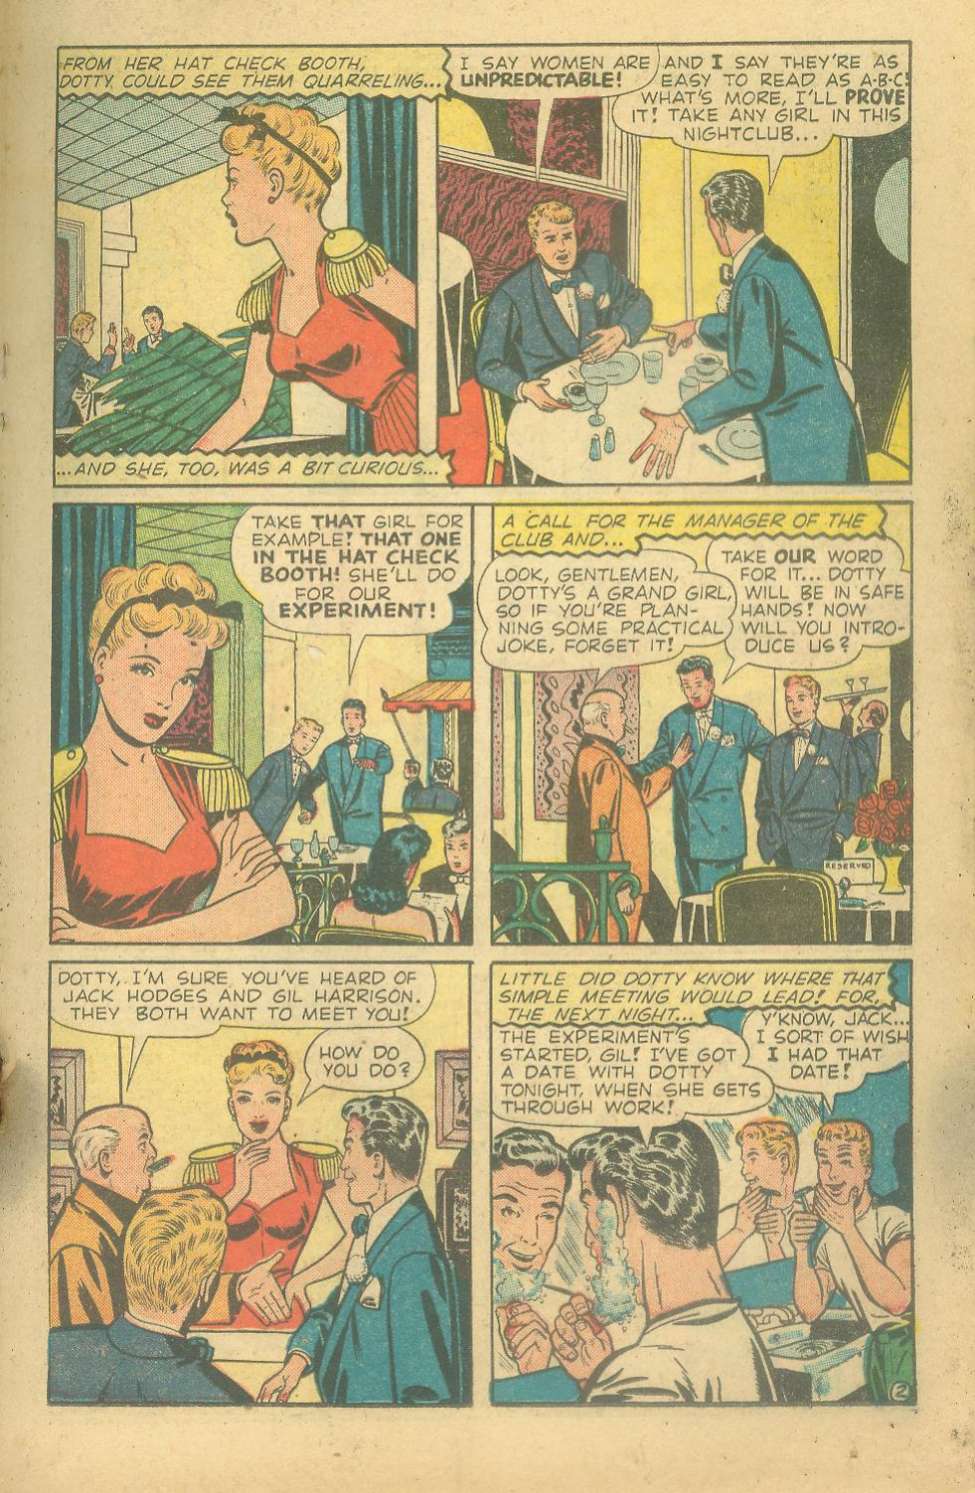 FROM HER HAT CHECK BOOTH,
DOTTY COULD SEE THEM QUARRELING...
...AND SHE, TOO, WAS A BIT CURIOUS...
I SAY WOMEN ARE
UNPREDICTABLE!
AND I SAY THEY'RE AS
EASY TO READ AS A-B-C!
WHAT'S MORE, I'LL PROVE
IT! TAKE ANY GIRL IN THIS
NIGHTCLUB...
TAKE THAT GIRL FOR
EXAMPLE! THAT ONE
IN THE HAT CHECK
BOOTH! SHE'LL DO
FOR OUR
EXPERIMENT!
A CALL FOR THE MANAGER OF THE
CLUB AND...
LOOK, GENTLEMEN,
DOTTY'S A GRAND GIRL,
SO IF YOU'RE PLAN-
NING SOME PRACTICAL
JOKE, FORGET IT!
TAKE OUR WORD
FOR IT... DOTTY
WILL BE IN SAFE
HANDS! NOW
WILL YOU INTRO-
DUCE US?
RESERVED
DOTTY, I'M SURE YOU'VE HEARD OF
JACK HODGES AND GIL HARRISON.
THEY BOTH WANT TO MEET YOU!
HOW DO
YOU DO?
LITTLE DID DOTTY KNOW WHERE THAT
SIMPLE MEETING WOULD LEAD! FOR,
THE NEXT NIGHT...
THE EXPERIMENT'S
STARTED, GIL! I'VE GOT
A DATE WITH DOTTY
TONIGHT, WHEN SHE GETS
THROUGH WORK!
Y'KNOW, JACK...
I SORT OF WISH
I HAD THAT
DATE!
2